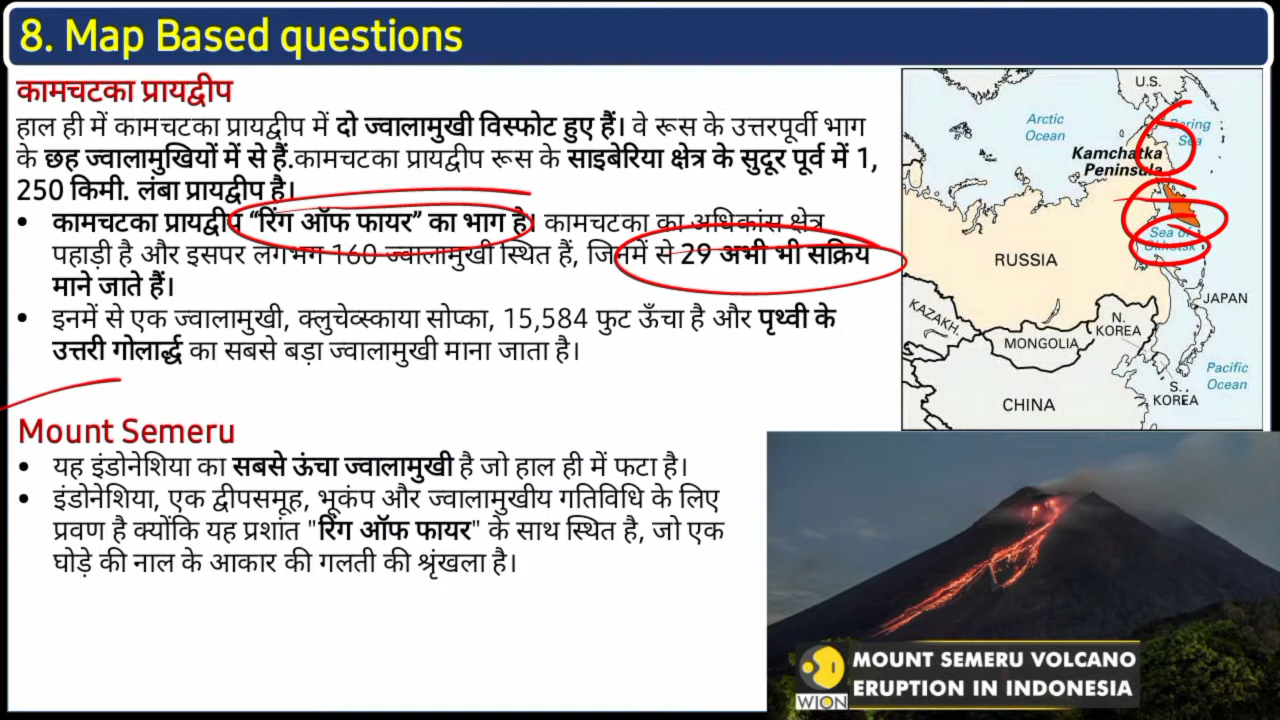 8. Map Based questions
कामचटका प्रायद्वीप
हाल ही में कामचटका प्रायद्वीप में दो ज्वालामुखी विस्फोट हुए हैं। वे रूस के उत्तरपूर्वी भाग
के छह ज्वालामुखियों में से हैं.कामचटका प्रायद्वीप रूस के साइबेरिया क्षेत्र के सुदूर पूर्व में 1,
250 किमी. लंबा प्रायद्वीप है।
• कामचटका प्रायद्वीप “रिंग ऑफ फायर” का भाग है। कामचटका का अधिकांस क्षेत्र
पहाड़ी है और इसपर लगभग 160 ज्वालामुखी स्थित हैं, जिनमें से 29 अभी भी सक्रिय
माने जाते हैं।
• इनमें से एक ज्वालामुखी, क्लुचेव्स्काया सोप्का, 15,584 फुट ऊँचा है और पृथ्वी के
उत्तरी गोलार्द्ध का सबसे बड़ा ज्वालामुखी माना जाता है।
Mount Semeru
• यह इंडोनेशिया का सबसे ऊंचा ज्वालामुखी है जो हाल ही में फटा है।
• इंडोनेशिया, एक द्वीपसमूह, भूकंप और ज्वालामुखीय गतिविधि के लिए
प्रवण है क्योंकि यह प्रशांत "रिंग ऑफ फायर" के साथ स्थित है, जो एक
घोड़े की नाल के आकार की गलती की श्रृंखला है।
U.S.
Arctic
Ocean
Bering
Sea
Kamchatka
Peninsula
Sea of
Okhotsk
RUSSIA
JAPAN
KAZAKH.
N.
KOREA
MONGOLIA
Pacific
Ocean
S.
KOREA
CHINA
MOUNT SEMERU VOLCANO
ERUPTION IN INDONESIA
WION